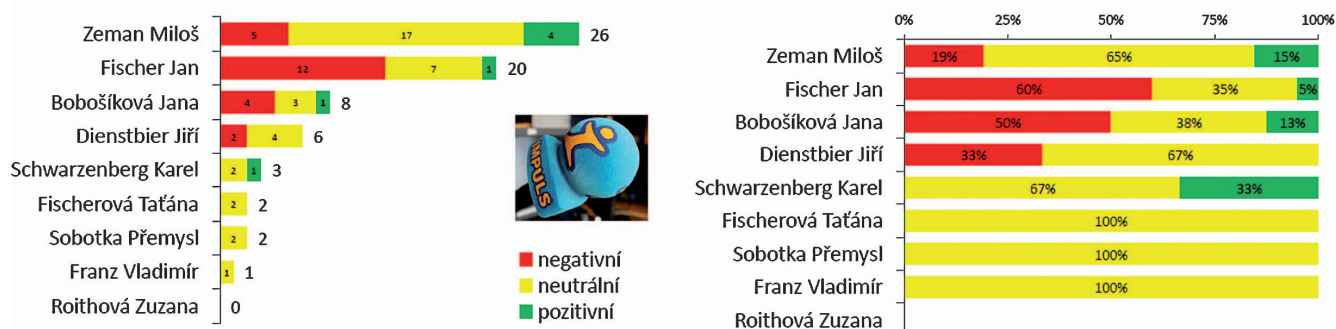 Zeman Miloš 5 17 4 26
Fischer Jan 12 7 1 20
Bobošíková Jana 4 3 1 8
Dienstbier Jiří 2 4 6
Schwarzenberg Karel 2 1 3
Fischerová Taťána 2 2
Sobotka Přemysl 2 2
Franz Vladimír 1 1
Roithová Zuzana 0
IMPULS
negativní
neutrální
pozitivní
0% 25% 50% 75% 100%
Zeman Miloš 19% 65% 15%
Fischer Jan 60% 35% 5%
Bobošíková Jana 50% 38% 13%
Dienstbier Jiří 33% 67%
Schwarzenberg Karel 67% 33%
Fischerová Taťána 100%
Sobotka Přemysl 100%
Franz Vladimír 100%
Roithová Zuzana